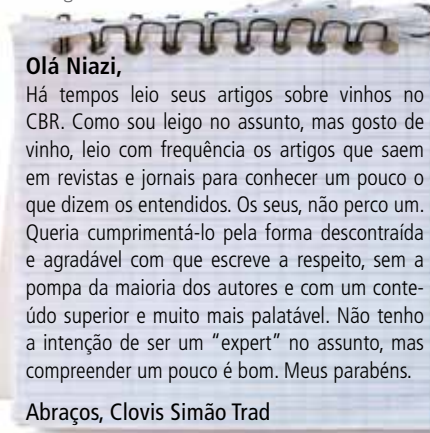 Olá Niazi,
Há tempos leio seus artigos sobre vinhos no
CBR. Como sou leigo no assunto, mas gosto de
vinho, leio com frequência os artigos que saem
em revistas e jornais para conhecer um pouco o
que dizem os entendidos. Os seus, não perco um.
Queria cumprimentá-lo pela forma descontraída
e agradável com que escreve a respeito, sem a
pompa da maioria dos autores e com um conte-
údo superior e muito mais palatável. Não tenho
a intenção de ser um "expert" no assunto, mas
compreender um pouco é bom. Meus parabéns.
Abraços, Clovis Simão Trad